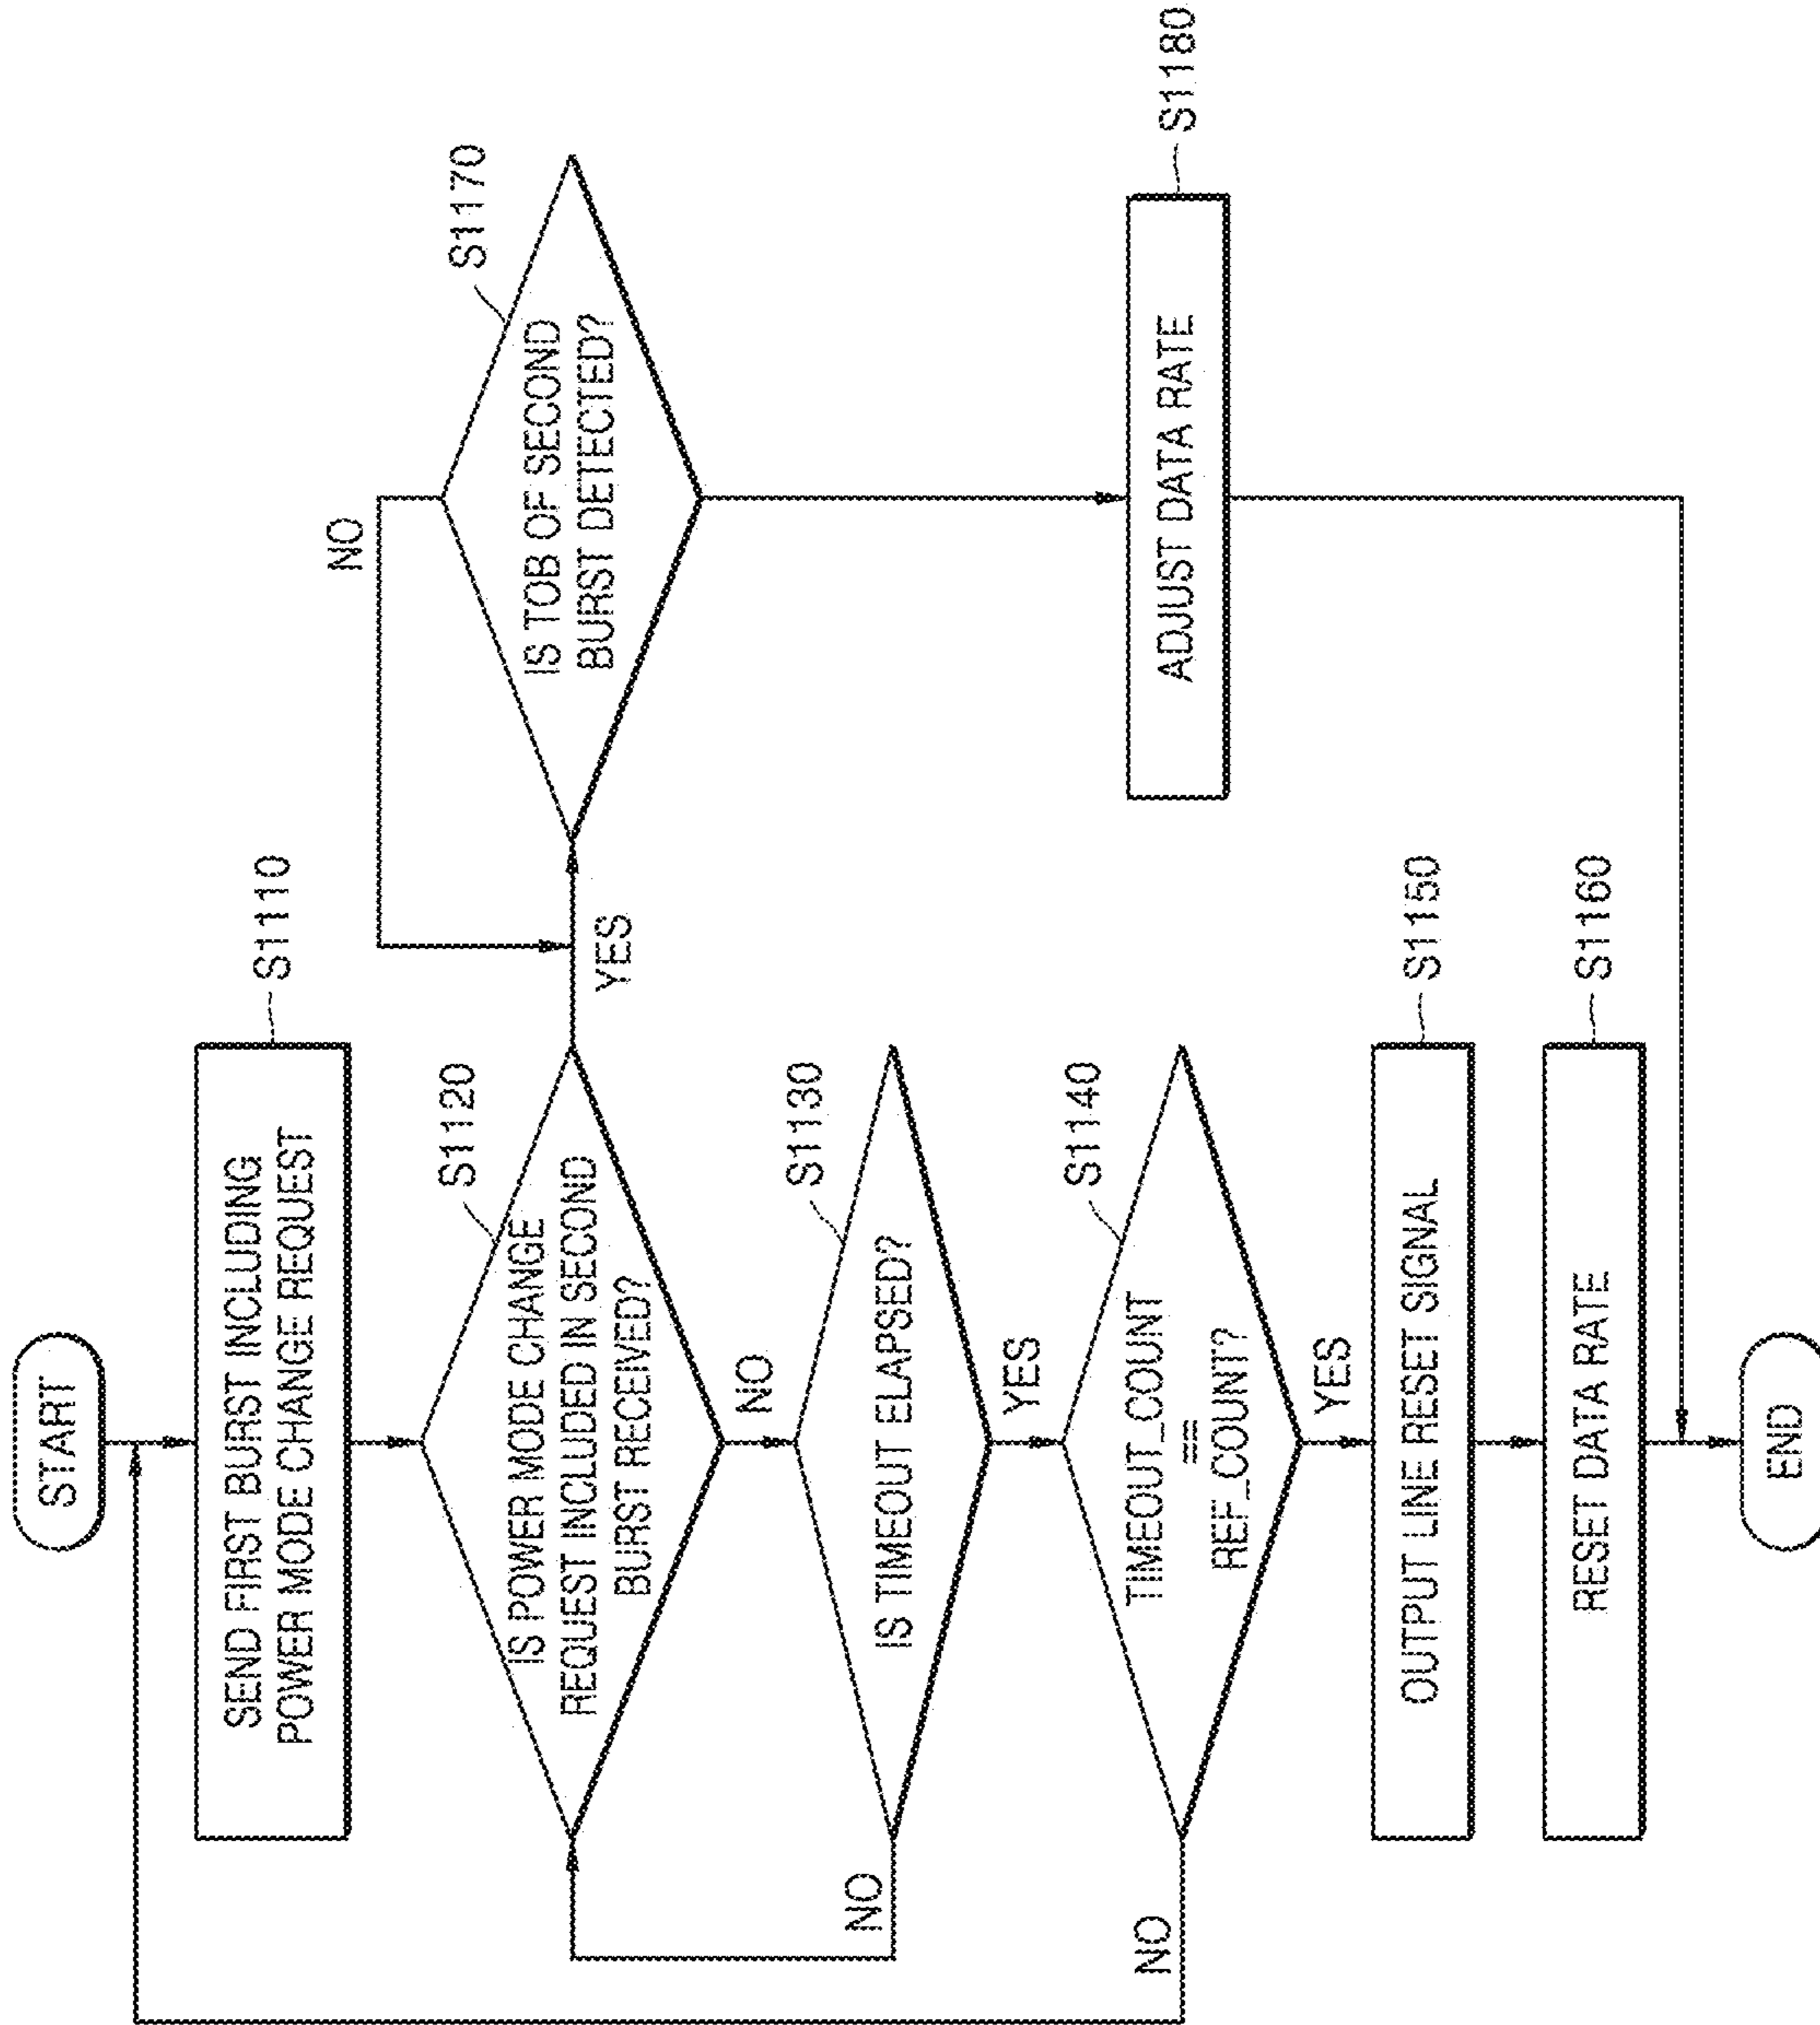 START
SEND FIRST BURST INCLUDING
POWER MODE CHANGE REQUEST
S1110
IS POWER MODE CHANGE
REQUEST INCLUDED IN SECOND
BURST RECEIVED?
S1120
YES
NO
IS TOB OF SECOND
BURST DETECTED?
S1170
NO
IS TIMEOUT ELAPSED?
S1130
NO
YES
TIMEOUT_COUNT
==
REF_COUNT?
S1140
NO
YES
ADJUST DATA RATE
S1180
OUTPUT LINE RESET SIGNAL
S1150
RESET DATA RATE
S1160
END